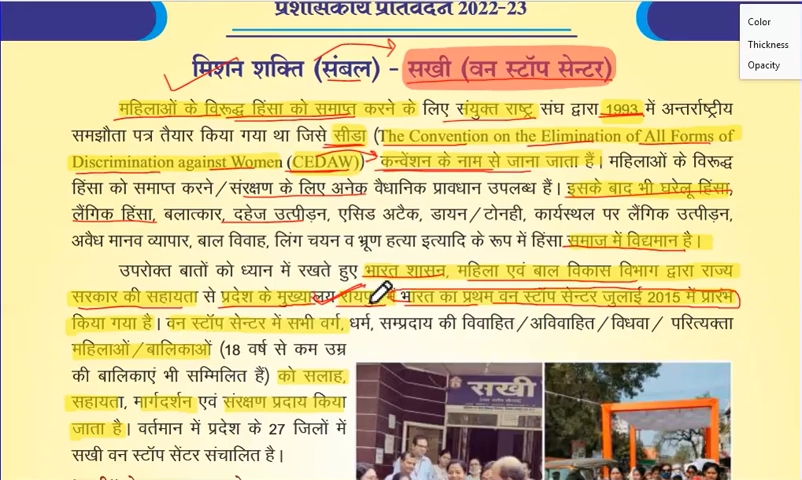 प्रशासकीय प्रतिवेदन 2022-23
Color
Thickness
Opacity
मिशन शक्ति (संबल) - सखी (वन स्टॉप सेन्टर)
महिलाओं के विरूद्ध हिंसा को समाप्त करने के लिए संयुक्त राष्ट्र संघ द्वारा 1993 में अन्तर्राष्ट्रीय
समझौता पत्र तैयार किया गया था जिसे सीडा (The Convention on the Elimination of All Forms of
Discrimination against Women (CEDAW) कन्वेंशन के नाम से जाना जाता हैं। महिलाओं के विरूद्ध
हिंसा को समाप्त करने/संरक्षण के लिए अनेक वैधानिक प्रावधान उपलब्ध हैं। इसके बाद भी घरेलू हिंसा,
लैंगिक हिंसा, बलात्कार, दहेज उत्पीड़न, एसिड अटैक, डायन/टोनही, कार्यस्थल पर लैंगिक उत्पीड़न,
अवैध मानव व्यापार, बाल विवाह, लिंग चयन व भ्रूण हत्या इत्यादि के रूप में हिंसा समाज में विद्यमान है।
उपरोक्त बातों को ध्यान में रखते हुए भारत शासन, महिला एवं बाल विकास विभाग द्वारा राज्य
सरकार की सहायता से प्रदेश के मुख्यालय में भारत का प्रथम वन स्टॉप सेन्टर जुलाई 2015 में प्रारंभ
किया गया है। वन स्टॉप सेन्टर में सभी वर्ग, धर्म, सम्प्रदाय की विवाहित/अविवाहित/विधवा/ परित्यक्ता
महिलाओं/बालिकाओं (18 वर्ष से कम उम्र
की बालिकाएं भी सम्मिलित हैं) को सलाह,
सहायता, मार्गदर्शन एवं संरक्षण प्रदाय किया
जाता है। वर्तमान में प्रदेश के 27 जिलों में
सखी वन स्टॉप सेंटर संचालित है।
सखी